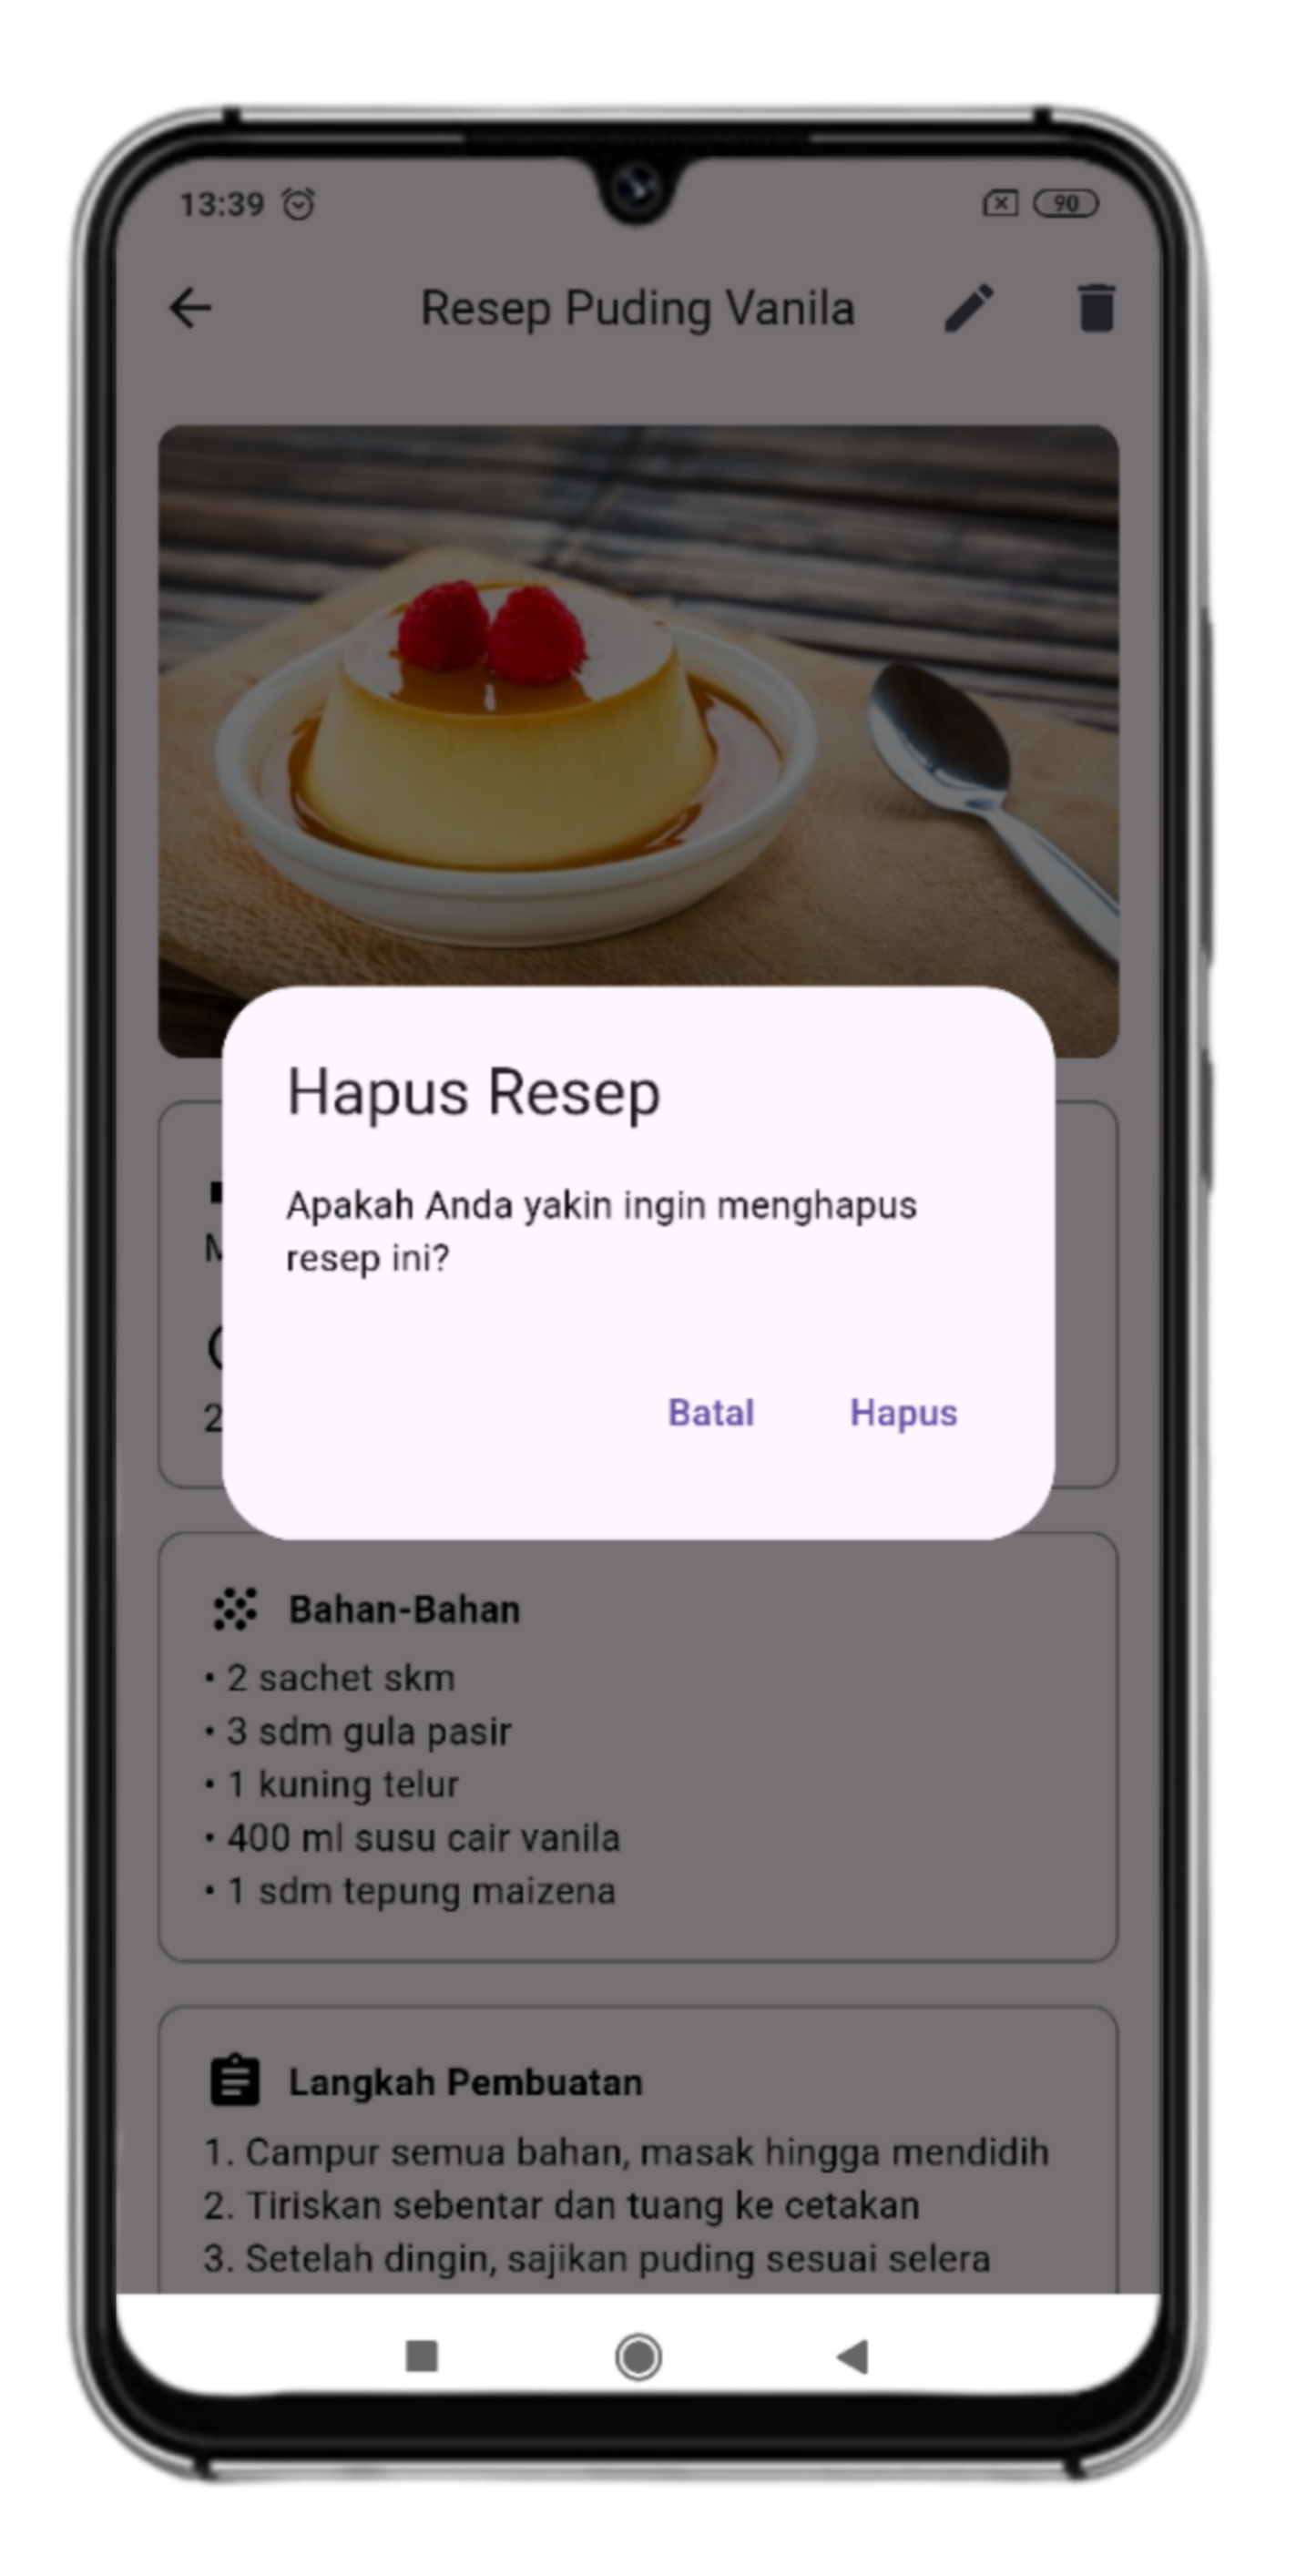 13:39
90
Resep Puding Vanila
Hapus Resep
Apakah Anda yakin ingin menghapus
resep ini?
Batal
Hapus
Bahan-Bahan
• 2 sachet skm
• 3 sdm gula pasir
• 1 kuning telur
• 400 ml susu cair vanila
• 1 sdm tepung maizena
Langkah Pembuatan
1. Campur semua bahan, masak hingga mendidih
2. Tiriskan sebentar dan tuang ke cetakan
3. Setelah dingin, sajikan puding sesuai selera